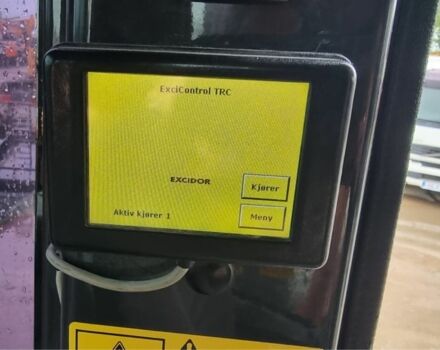 ExciControl TRC
EXCIDOR
Kjører
Aktiv kjører 1
Meny